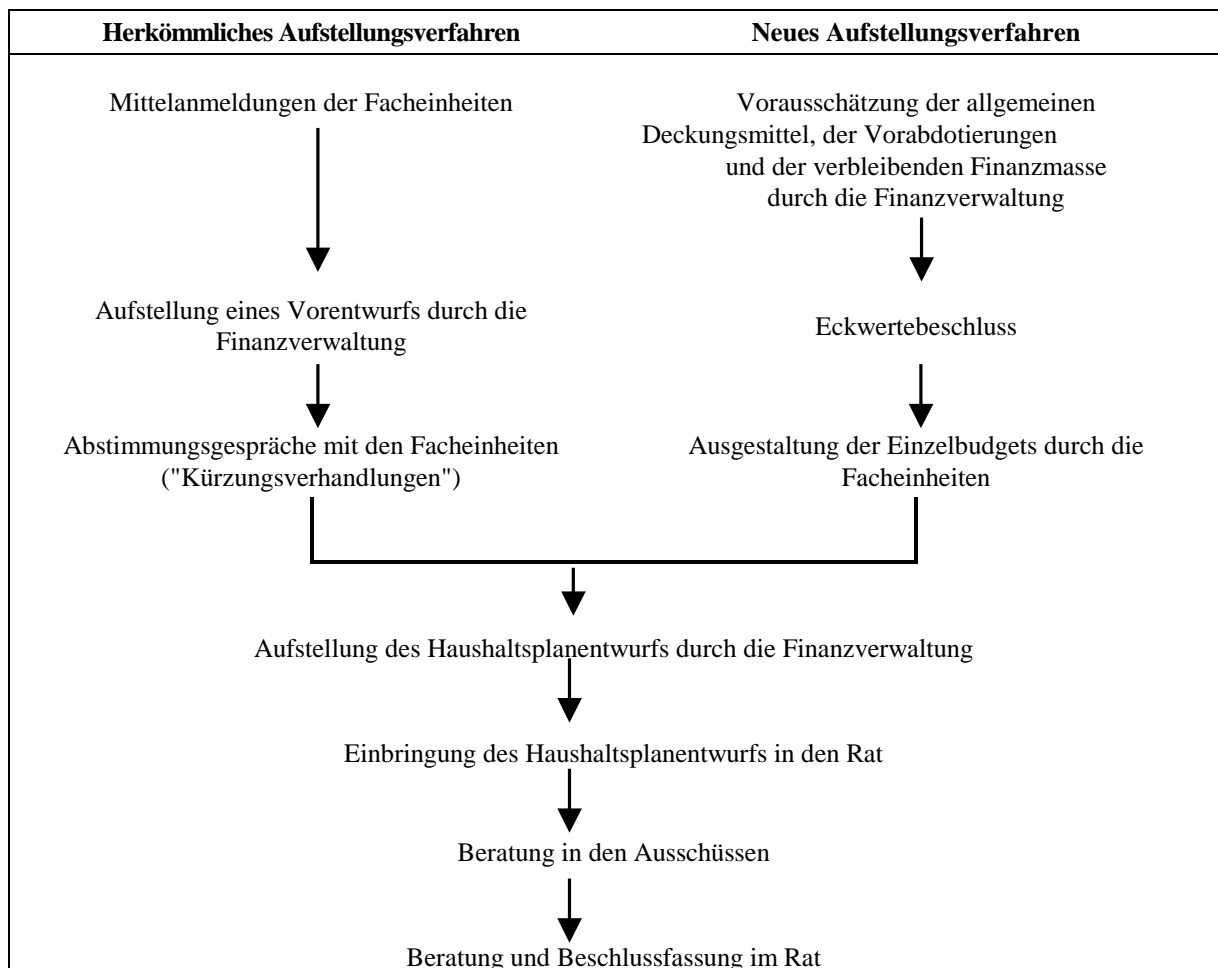 Herkömmliches Aufstellungsverfahren
Neues Aufstellungsverfahren
Mittelanmeldungen der Facheinheiten
Aufstellung eines Vorentwurfs durch die
Finanzverwaltung
Abstimmungsgespräche mit den Facheinheiten
("Kürzungsverhandlungen")
Vorausschätzung der allgemeinen
Deckungsmittel, der Vorabdotierungen
und der verbleibenden Finanzmasse
durch die Finanzverwaltung
Eckwertebeschluss
Ausgestaltung der Einzelbudgets durch die
Facheinheiten
Aufstellung des Haushaltsplanentwurfs durch die Finanzverwaltung
Einbringung des Haushaltsplanentwurfs in den Rat
Beratung in den Ausschüssen
Beratung und Beschlussfassung im Rat